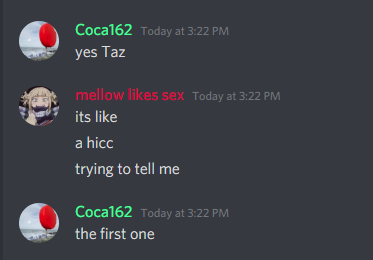 Coca162 Today at 3:22 PM
yes Taz
mellow likes sex Today at 3:22 PM
its like
a hicc
trying to tell me
Coca162 Today at 3:22 PM
the first one